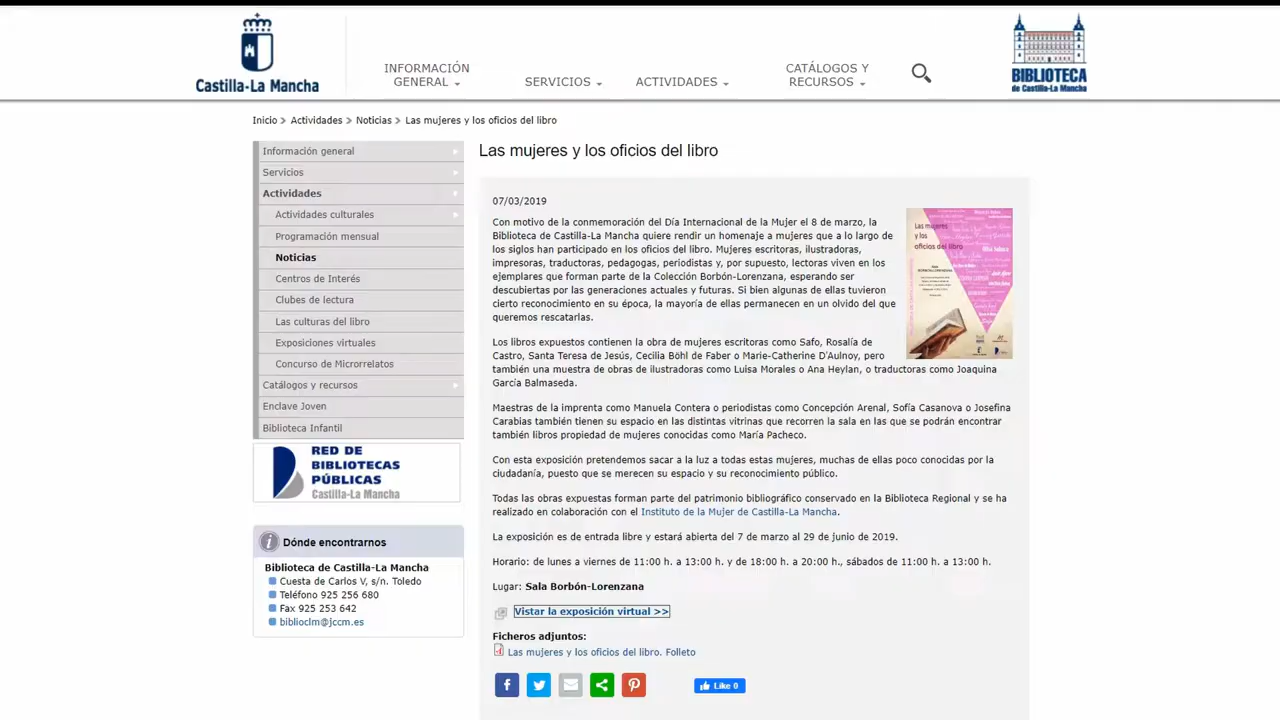 Castilla-La Mancha
INFORMACIÓN
GENERAL
SERVICIOS
ACTIVIDADES
CATÁLOGOS Y
RECURSOS
BIBLIOTECA
de Castilla-La Mancha
Inicio > Actividades > Noticias > Las mujeres y los oficios del libro
Información general
Servicios
Actividades
Actividades culturales
Programación mensual
Noticias
Centros de Interés
Clubes de lectura
Las culturas del libro
Exposiciones virtuales
Concurso de Microrrelatos
Catálogos y recursos
Enclave Joven
Biblioteca Infantil
RED DE
BIBLIOTECAS
PÚBLICAS
Castilla-La Mancha
Dónde encontrarnos
Biblioteca de Castilla-La Mancha
Cuesta de Carlos V, s/n. Toledo
Teléfono 925 256 680
Fax 925 253 642
biblioclm@jccm.es
Las mujeres y los oficios del libro
07/03/2019
Con motivo de la conmemoración del Día Internacional de la Mujer el 8 de marzo, la
Biblioteca de Castilla-La Mancha quiere rendir un homenaje a mujeres que a lo largo de
los siglos han participado en los oficios del libro. Mujeres escritoras, ilustradoras,
impresoras, traductoras, pedagogas, periodistas y, por supuesto, lectoras viven en los
ejemplares que forman parte de la Colección Borbón-Lorenzana, esperando ser
descubiertas por las generaciones actuales y futuras. Si bien algunas de ellas tuvieron
cierto reconocimiento en su época, la mayoría de ellas permanecen en un olvido del que
queremos rescatarlas.
Las mujeres
y los
oficios del libro
Los libros expuestos contienen la obra de mujeres escritoras como Safo, Rosalía de
Castro, Santa Teresa de Jesús, Cecilia Böhl de Faber o Marie-Catherine D'Aulnoy, pero
también una muestra de obras de ilustradoras como Luisa Morales o Ana Heylan, o traductoras como Joaquina
García Balmaseda.
Maestras de la imprenta como Manuela Contera o periodistas como Concepción Arenal, Sofía Casanova o Josefina
Carabias también tienen su espacio en las distintas vitrinas que recorren la sala en las que se podrán encontrar
también libros propiedad de mujeres conocidas como María Pacheco.
Con esta exposición pretendemos sacar a la luz a todas estas mujeres, muchas de ellas poco conocidas por la
ciudadanía, puesto que se merecen su espacio y su reconocimiento público.
Todas las obras expuestas forman parte del patrimonio bibliográfico conservado en la Biblioteca Regional y se ha
realizado en colaboración con el Instituto de la Mujer de Castilla-La Mancha.
La exposición es de entrada libre y estará abierta del 7 de marzo al 29 de junio de 2019.
Horario: de lunes a viernes de 11:00 h. a 13:00 h. y de 18:00 h. a 20:00 h., sábados de 11:00 h. a 13:00 h.
Lugar: Sala Borbón-Lorenzana
Vistar la exposición virtual >>
Ficheros adjuntos:
Las mujeres y los oficios del libro. Folleto
Like 0